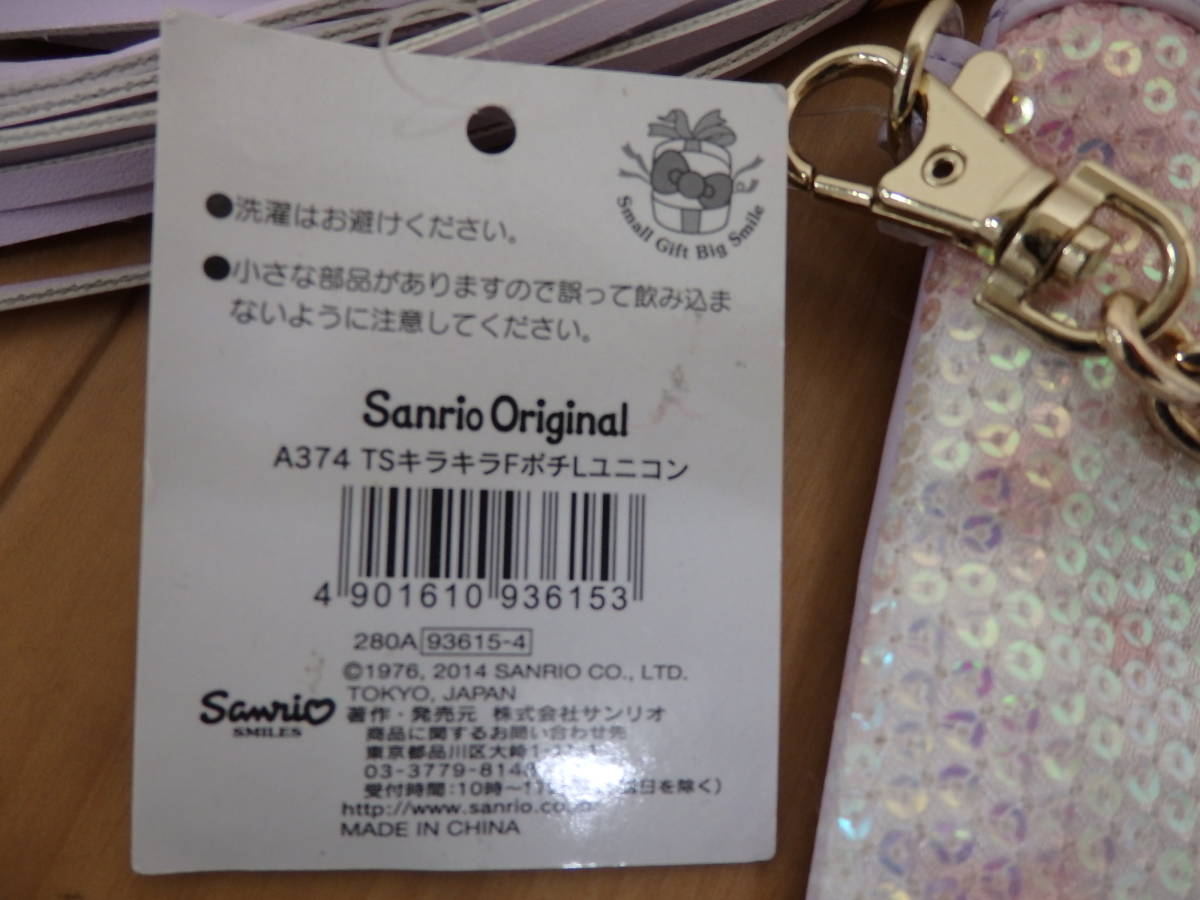 Small Gift Big Smile
●洗濯はお避けください。
●小さな部品がありますので誤って飲み込ま
ないように注意してください。
Sanrio Original
A374 TSキラキラFポチLユニコン
4 901610 936153
280A 93615-4
©1976, 2014 SANRIO CO., LTD.
TOKYO, JAPAN
Sanrio
SMILES
著作・発売元 株式会社サンリオ
商品に関するお問い合わせ先
東京都品川区大崎
03-3779-814
受付時間:10時~ 日を除く)
http://www.sanrio.co.jp
MADE IN CHINA